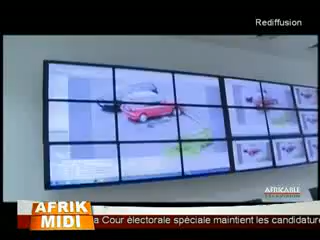 Rediffusion
AFRICABLE
AFRIK
MIDI
a Cour électorale spéciale maintient les candidature